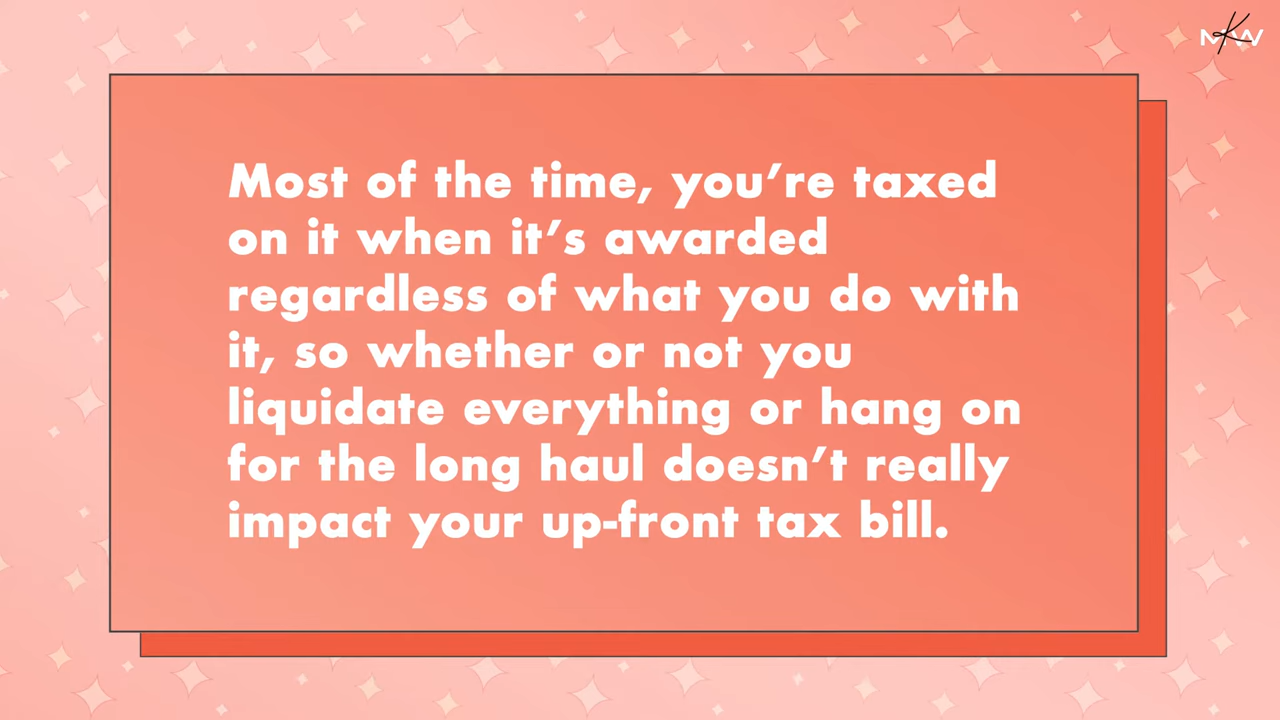 MKW
Most of the time, you’re taxed
on it when it’s awarded
regardless of what you do with
it, so whether or not you
liquidate everything or hang on
for the long haul doesn’t really
impact your up-front tax bill.